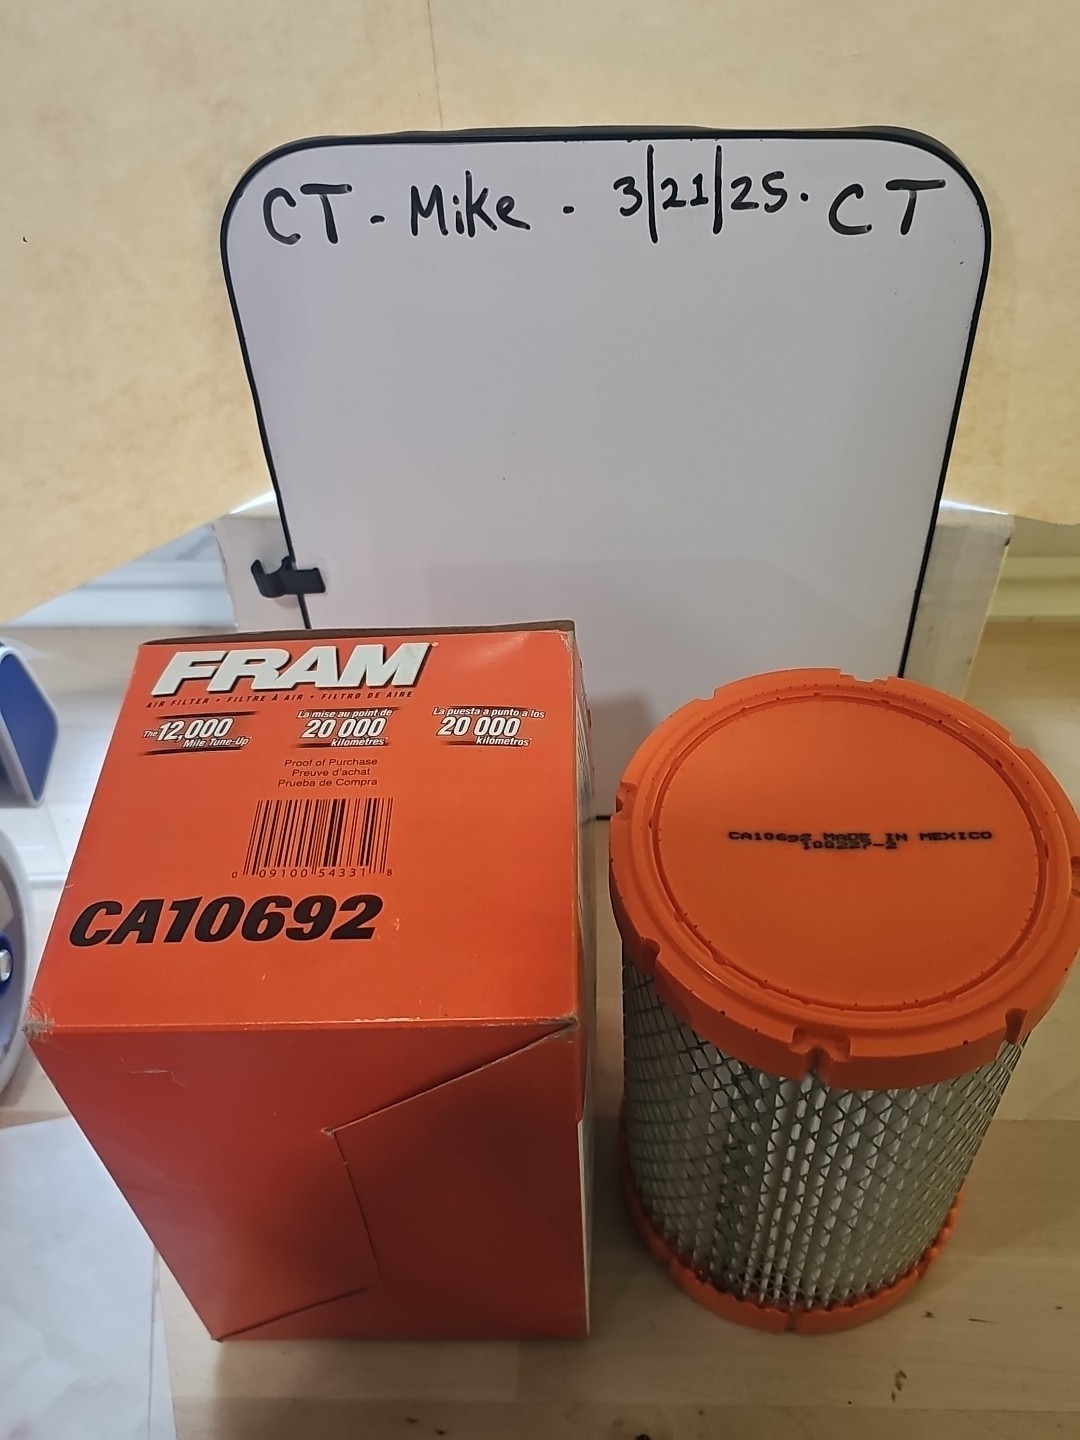 CT - Mike - 3/21/25. CT
FRAM
AIR FILTER • FILTRE À AIR • FILTRO DE AIRE
The 12,000 Mile Tune-Up
La mise au point de 20 000 kilomètres
La puesta a punto a los 20 000 kilómetros
Proof of Purchase
Preuve d'achat
Prueba de Compra
0 09100 54331 8
CA10692
CA10692 MADE IN MEXICO
100227-2